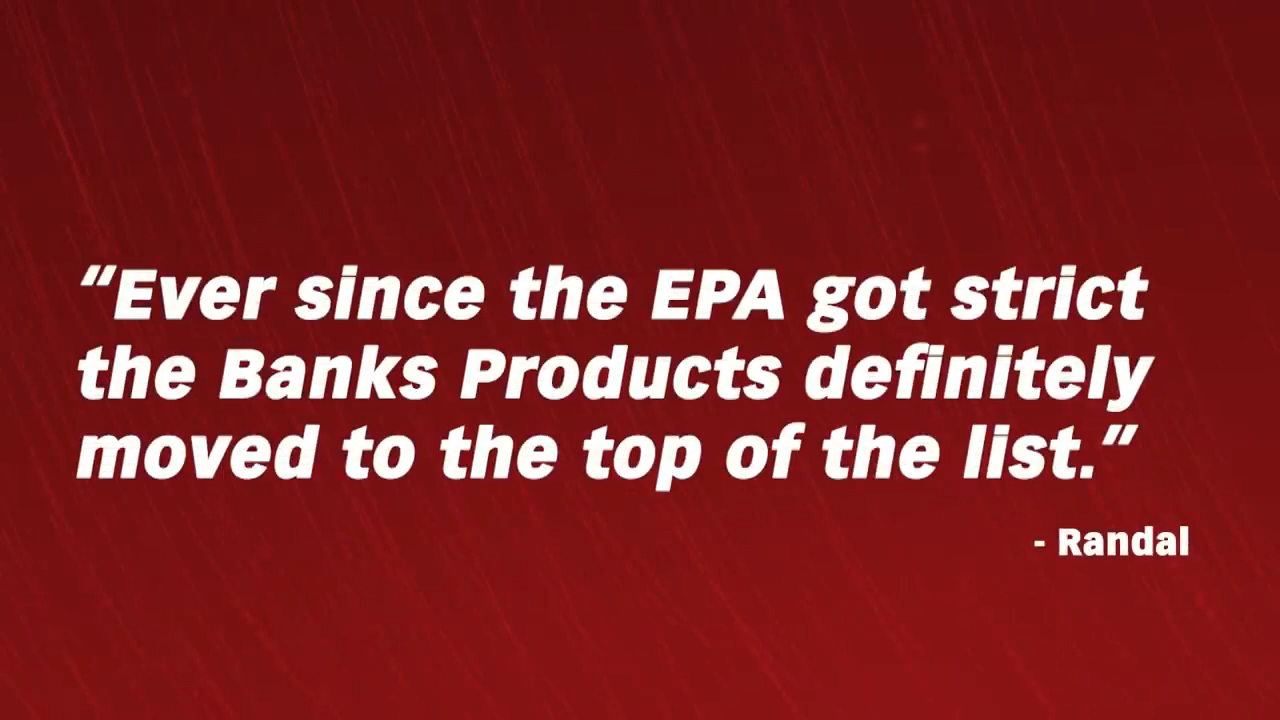 “Ever since the EPA got strict
the Banks Products definitely
moved to the top of the list.”
- Randal